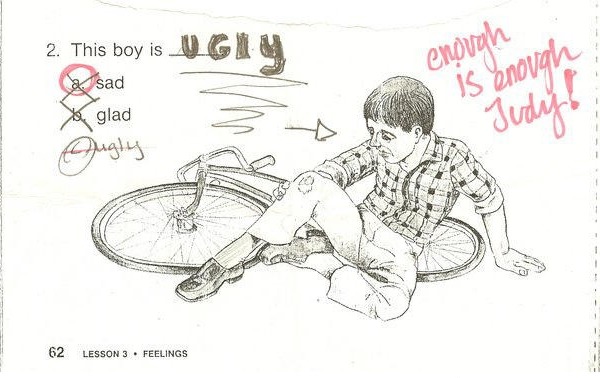 2. This boy is UGLY
a. sad
b. glad
c. ugly
enough
is enough
Judy!
62 LESSON 3 • FEELINGS